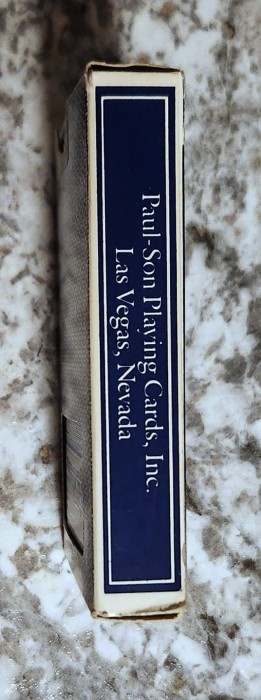 Paul-Son Playing Cards, Inc.
Las Vegas, Nevada